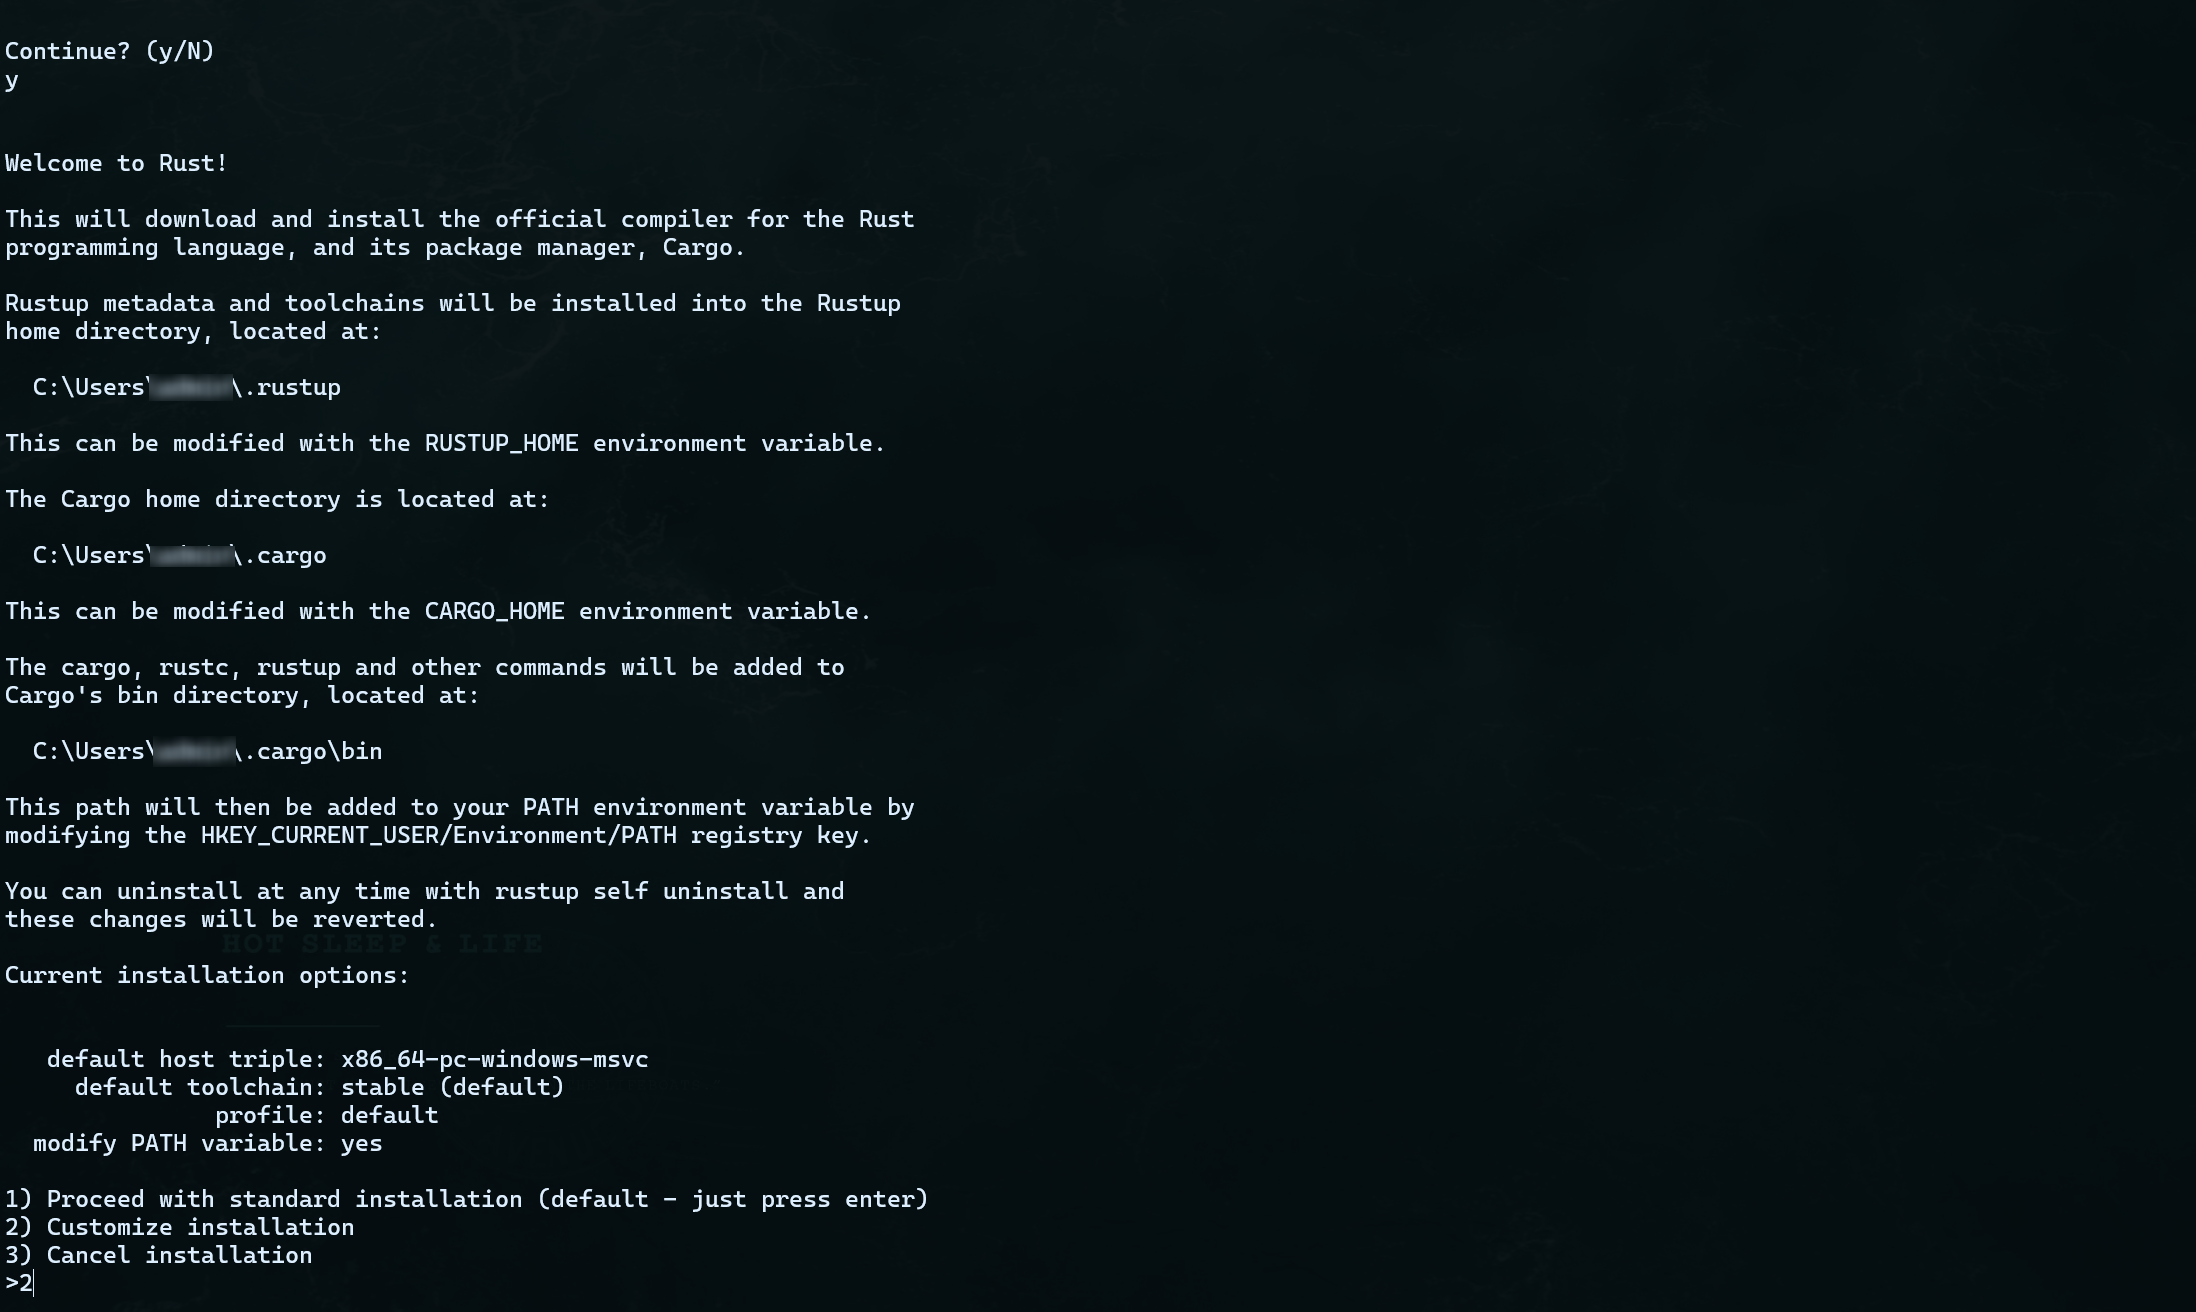 Continue? (y/N)
y
Welcome to Rust!
This will download and install the official compiler for the Rust
programming language, and its package manager, Cargo.
Rustup metadata and toolchains will be installed into the Rustup
home directory, located at:
C:\Users\ \.rustup
This can be modified with the RUSTUP_HOME environment variable.
The Cargo home directory is located at:
C:\Users\ \.cargo
This can be modified with the CARGO_HOME environment variable.
The cargo, rustc, rustup and other commands will be added to
Cargo's bin directory, located at:
C:\Users\ \.cargo\bin
This path will then be added to your PATH environment variable by
modifying the HKEY_CURRENT_USER/Environment/PATH registry key.
You can uninstall at any time with rustup self uninstall and
these changes will be reverted.
HOT SLEEP & LIFE
Current installation options:
default host triple: x86_64-pc-windows-msvc
default toolchain: stable (default)
profile: default
modify PATH variable: yes
1) Proceed with standard installation (default - just press enter)
2) Customize installation
3) Cancel installation
>2